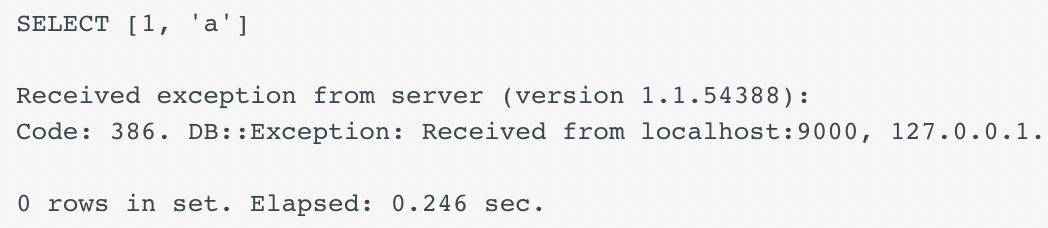 SELECT [1, 'a']
Received exception from server (version 1.1.54388):
Code: 386. DB::Exception: Received from localhost:9000, 127.0.0.1.
0 rows in set. Elapsed: 0.246 sec.